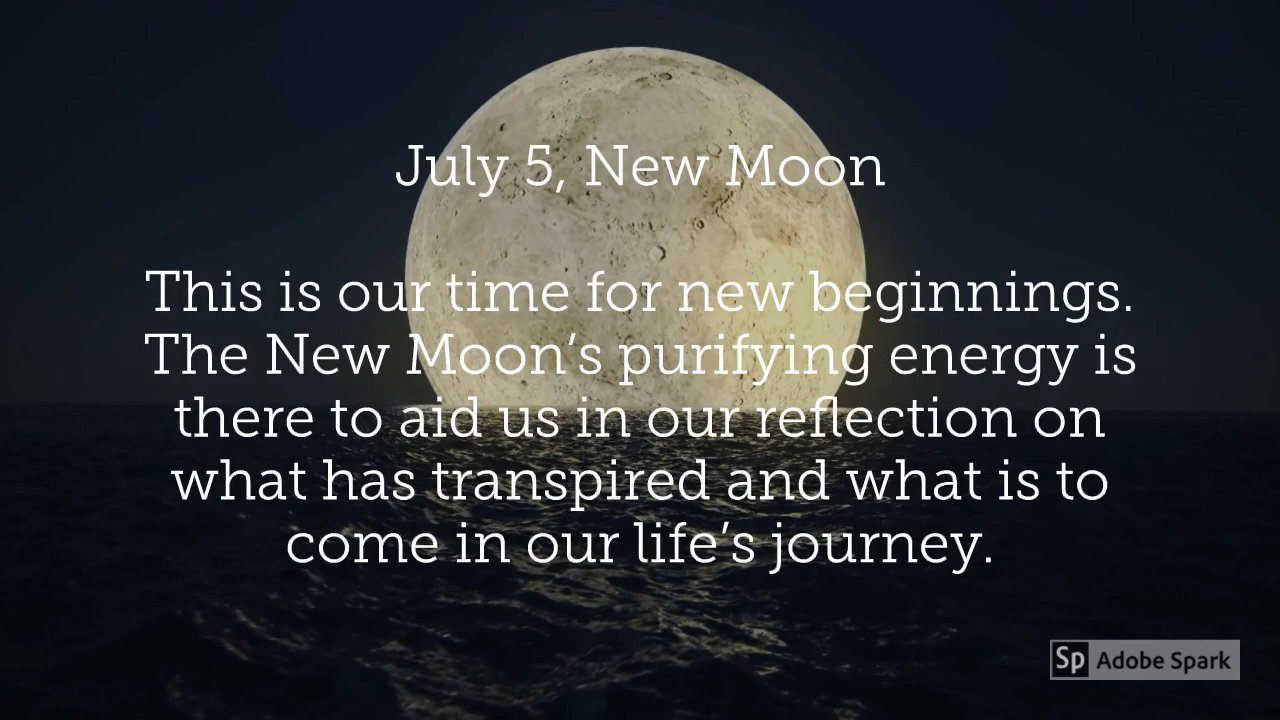 July 5, New Moon
This is our time for new beginnings.
The New Moon’s purifying energy is
there to aid us in our reflection on
what has transpired and what is to
come in our life’s journey.
Sp Adobe Spark